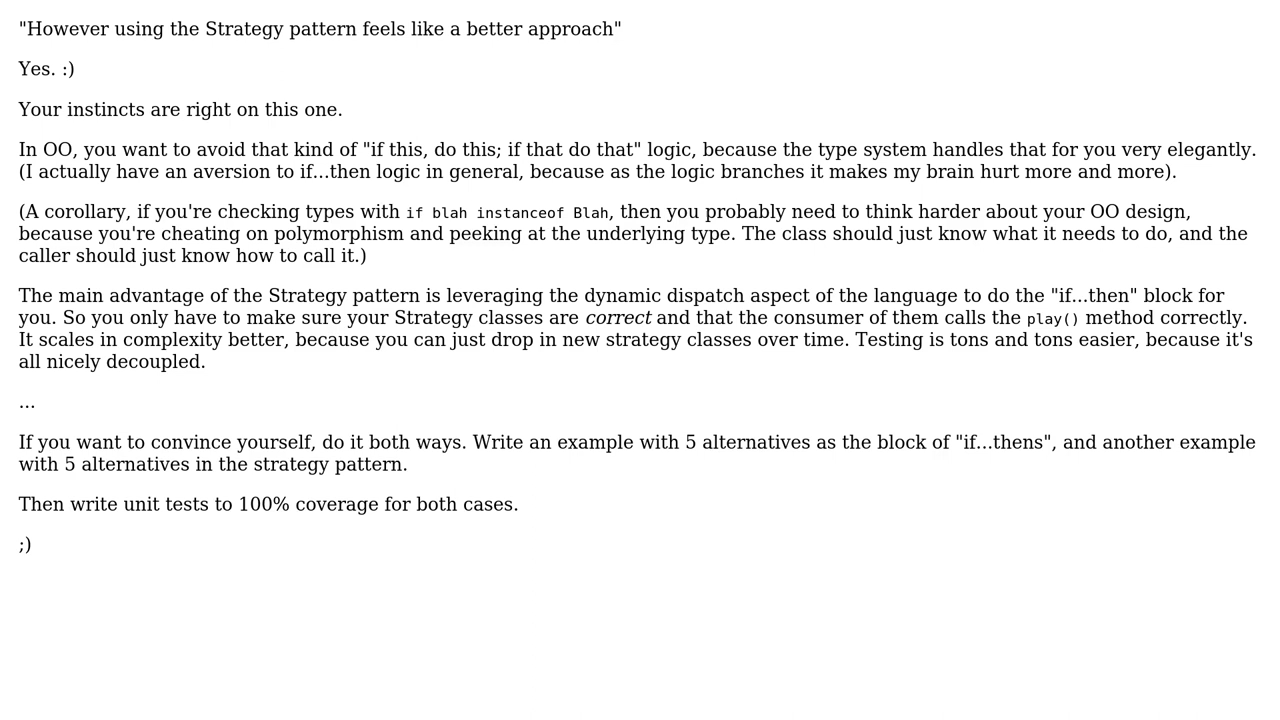 "However using the Strategy pattern feels like a better approach"
Yes. :)
Your instincts are right on this one.
In OO, you want to avoid that kind of "if this, do this; if that do that" logic, because the type system handles that for you very elegantly.
(I actually have an aversion to if...then logic in general, because as the logic branches it makes my brain hurt more and more).
(A corollary, if you're checking types with if blah instanceof Blah, then you probably need to think harder about your OO design,
because you're cheating on polymorphism and peeking at the underlying type. The class should just know what it needs to do, and the
caller should just know how to call it.)
The main advantage of the Strategy pattern is leveraging the dynamic dispatch aspect of the language to do the "if...then" block for
you. So you only have to make sure your Strategy classes are correct and that the consumer of them calls the play() method correctly.
It scales in complexity better, because you can just drop in new strategy classes over time. Testing is tons and tons easier, because it's
all nicely decoupled.
...
If you want to convince yourself, do it both ways. Write an example with 5 alternatives as the block of "if...thens", and another example
with 5 alternatives in the strategy pattern.
Then write unit tests to 100% coverage for both cases.
;)